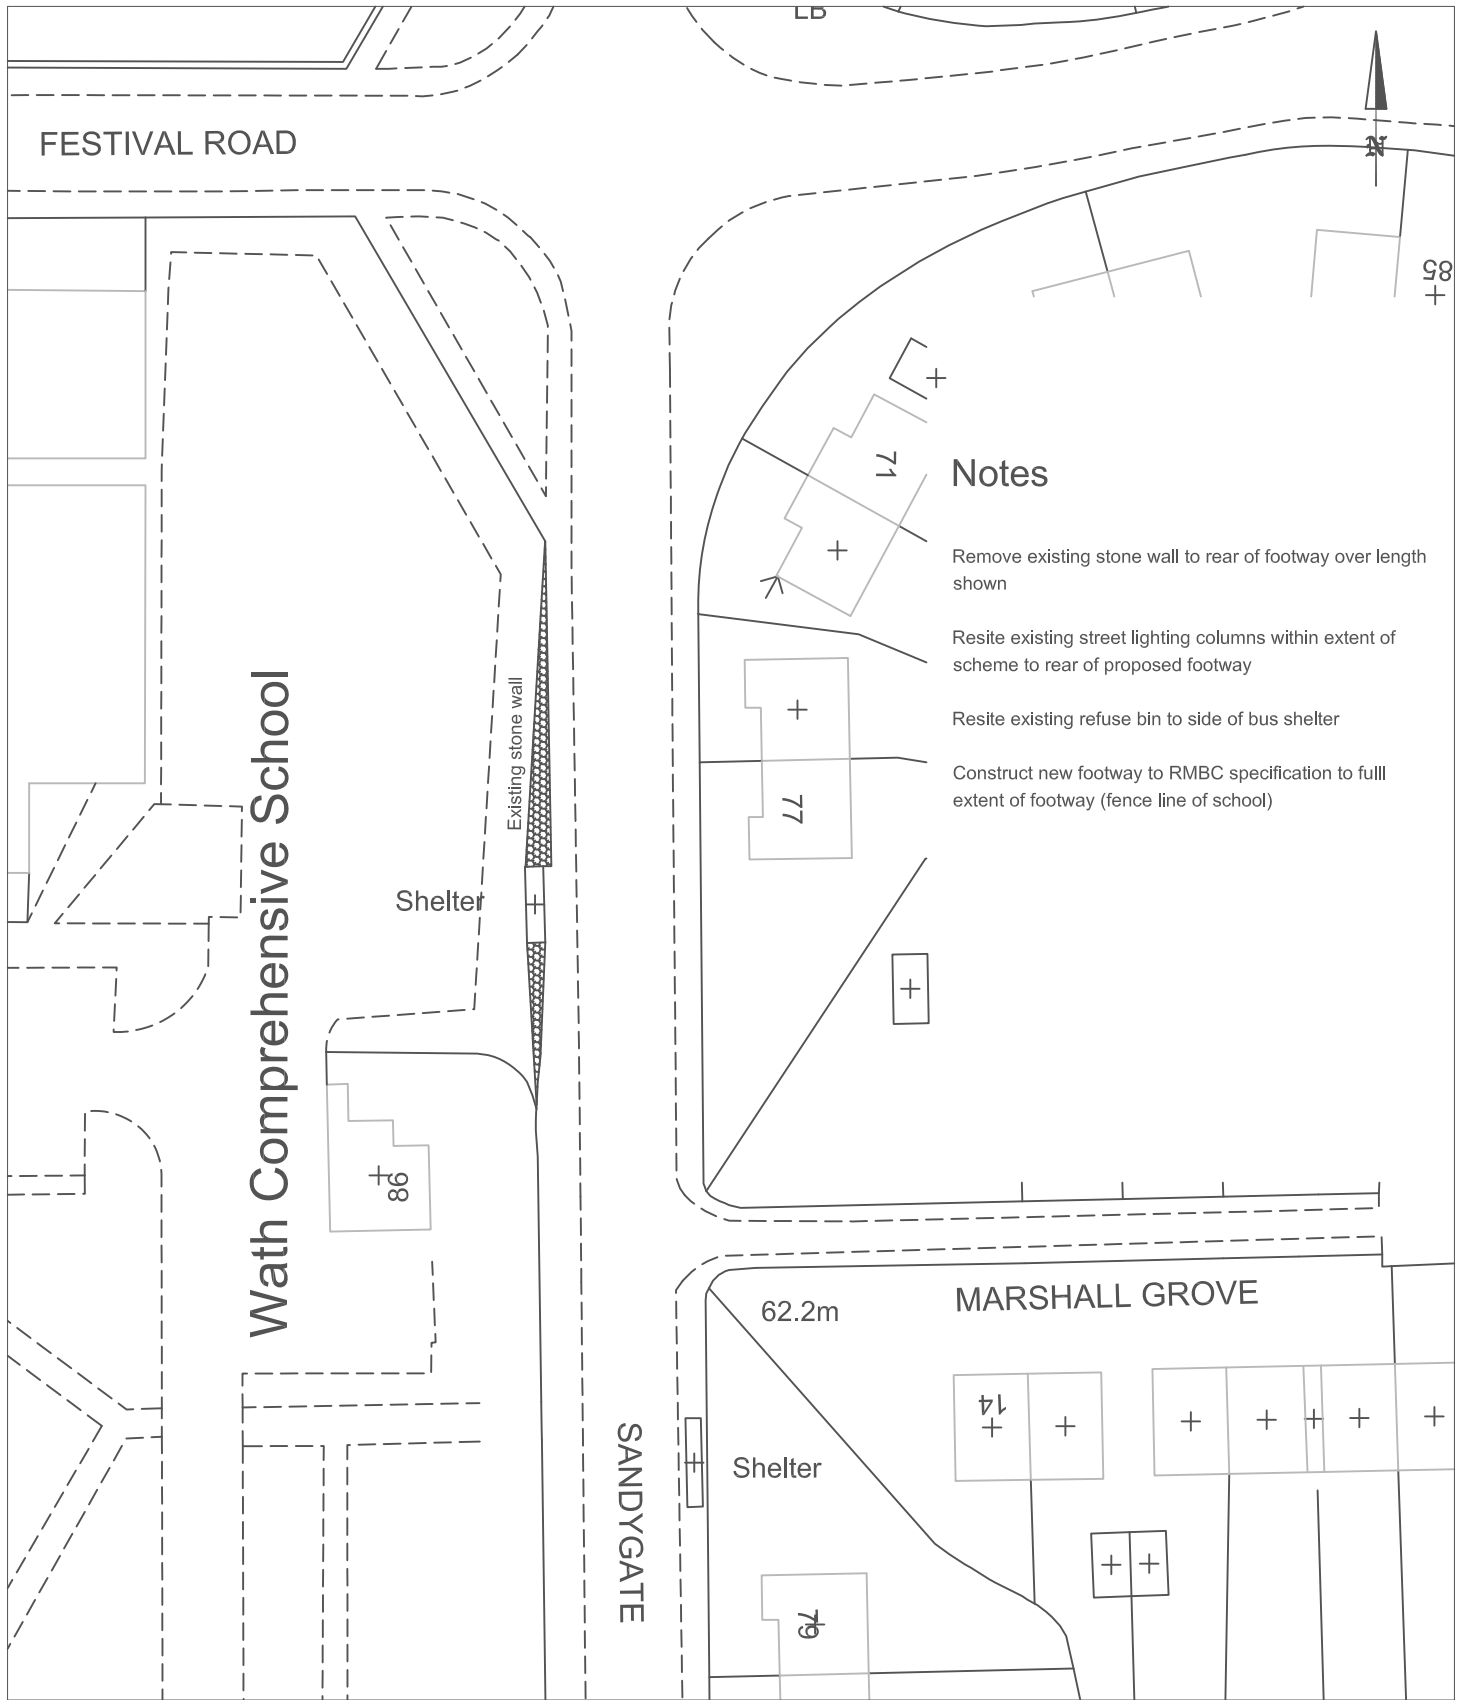 LB
FESTIVAL ROAD
N
85
71
Notes
Remove existing stone wall to rear of footway over length
shown
Resite existing street lighting columns within extent of
scheme to rear of proposed footway
Resite existing refuse bin to side of bus shelter
Construct new footway to RMBC specification to fulll
extent of footway (fence line of school)
Existing stone wall
77
Wath Comprehensive School
Shelter
86
62.2m
MARSHALL GROVE
14
SANDYGATE
Shelter
79